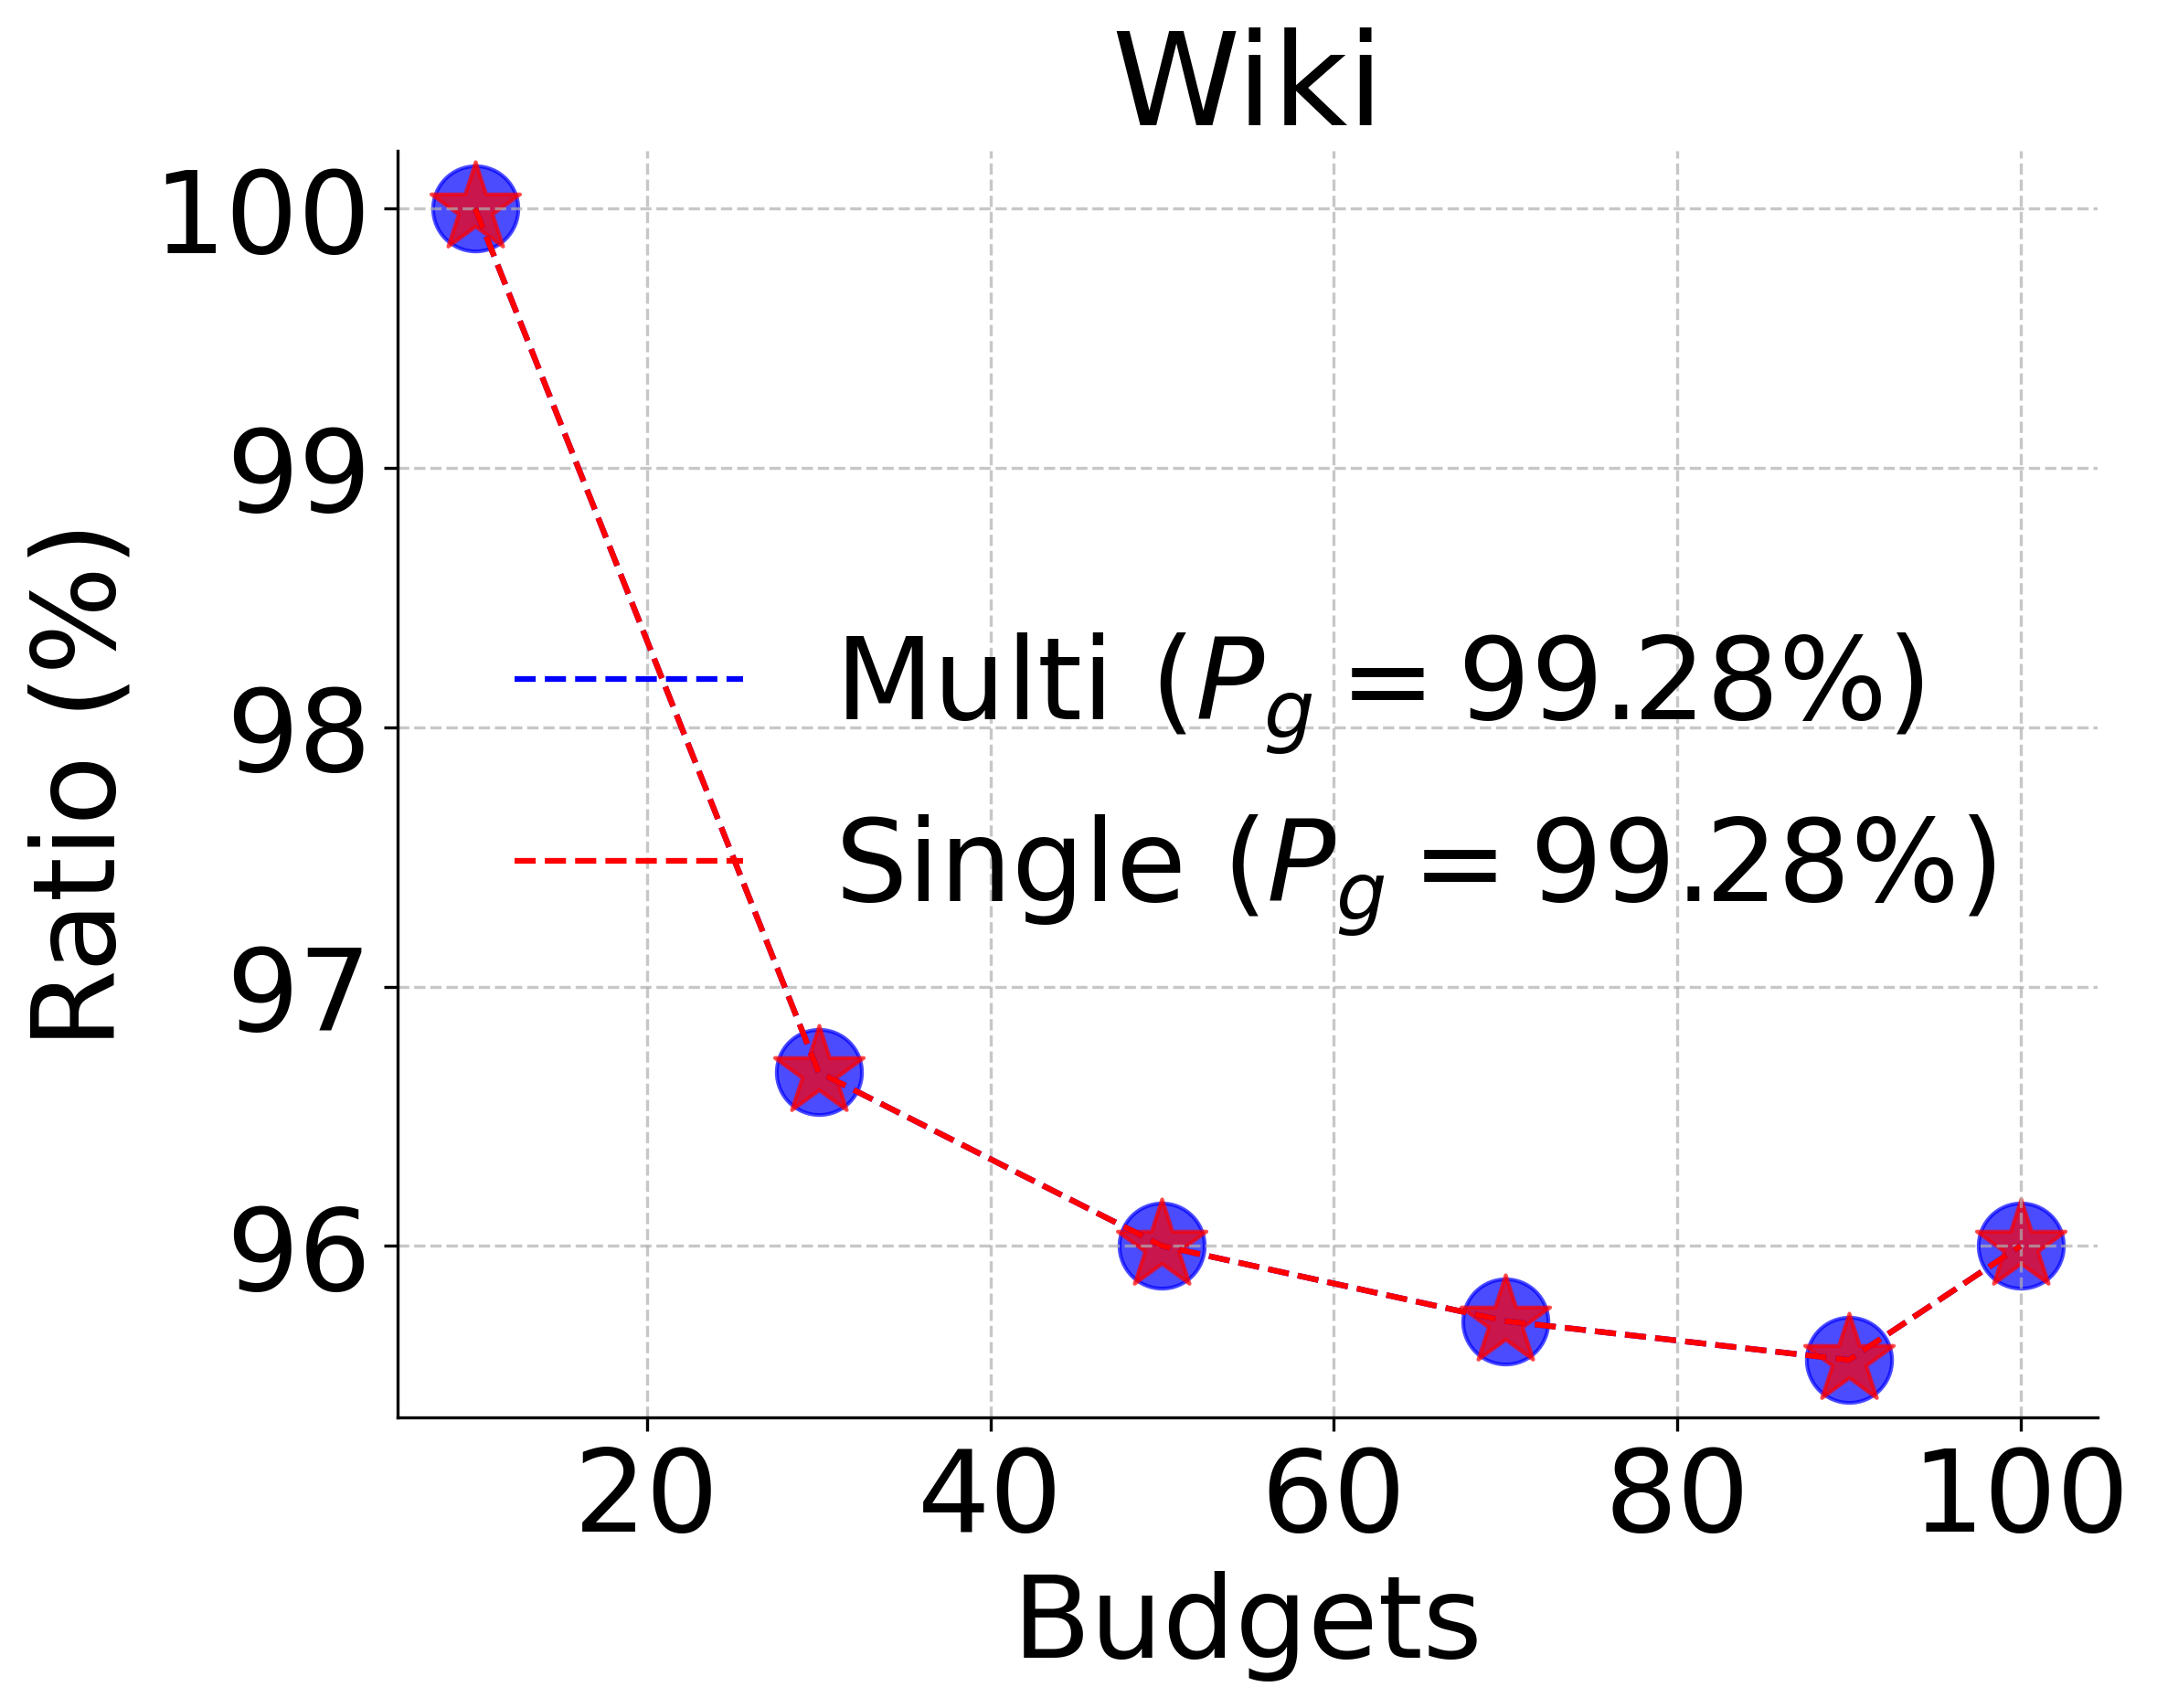 Wiki
Ratio (%)
100
99
98
97
96
Multi (P_g = 99.28%)
Single (P_g = 99.28%)
20 40 60 80 100
Budgets